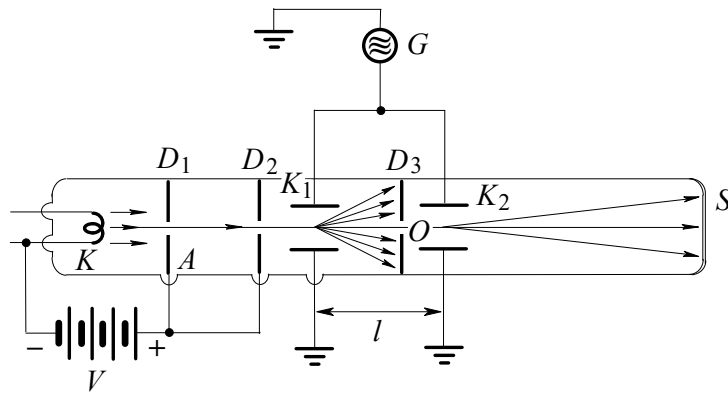 G
D1 D2 D3
K1 K2 S
K A O
l
− +
V